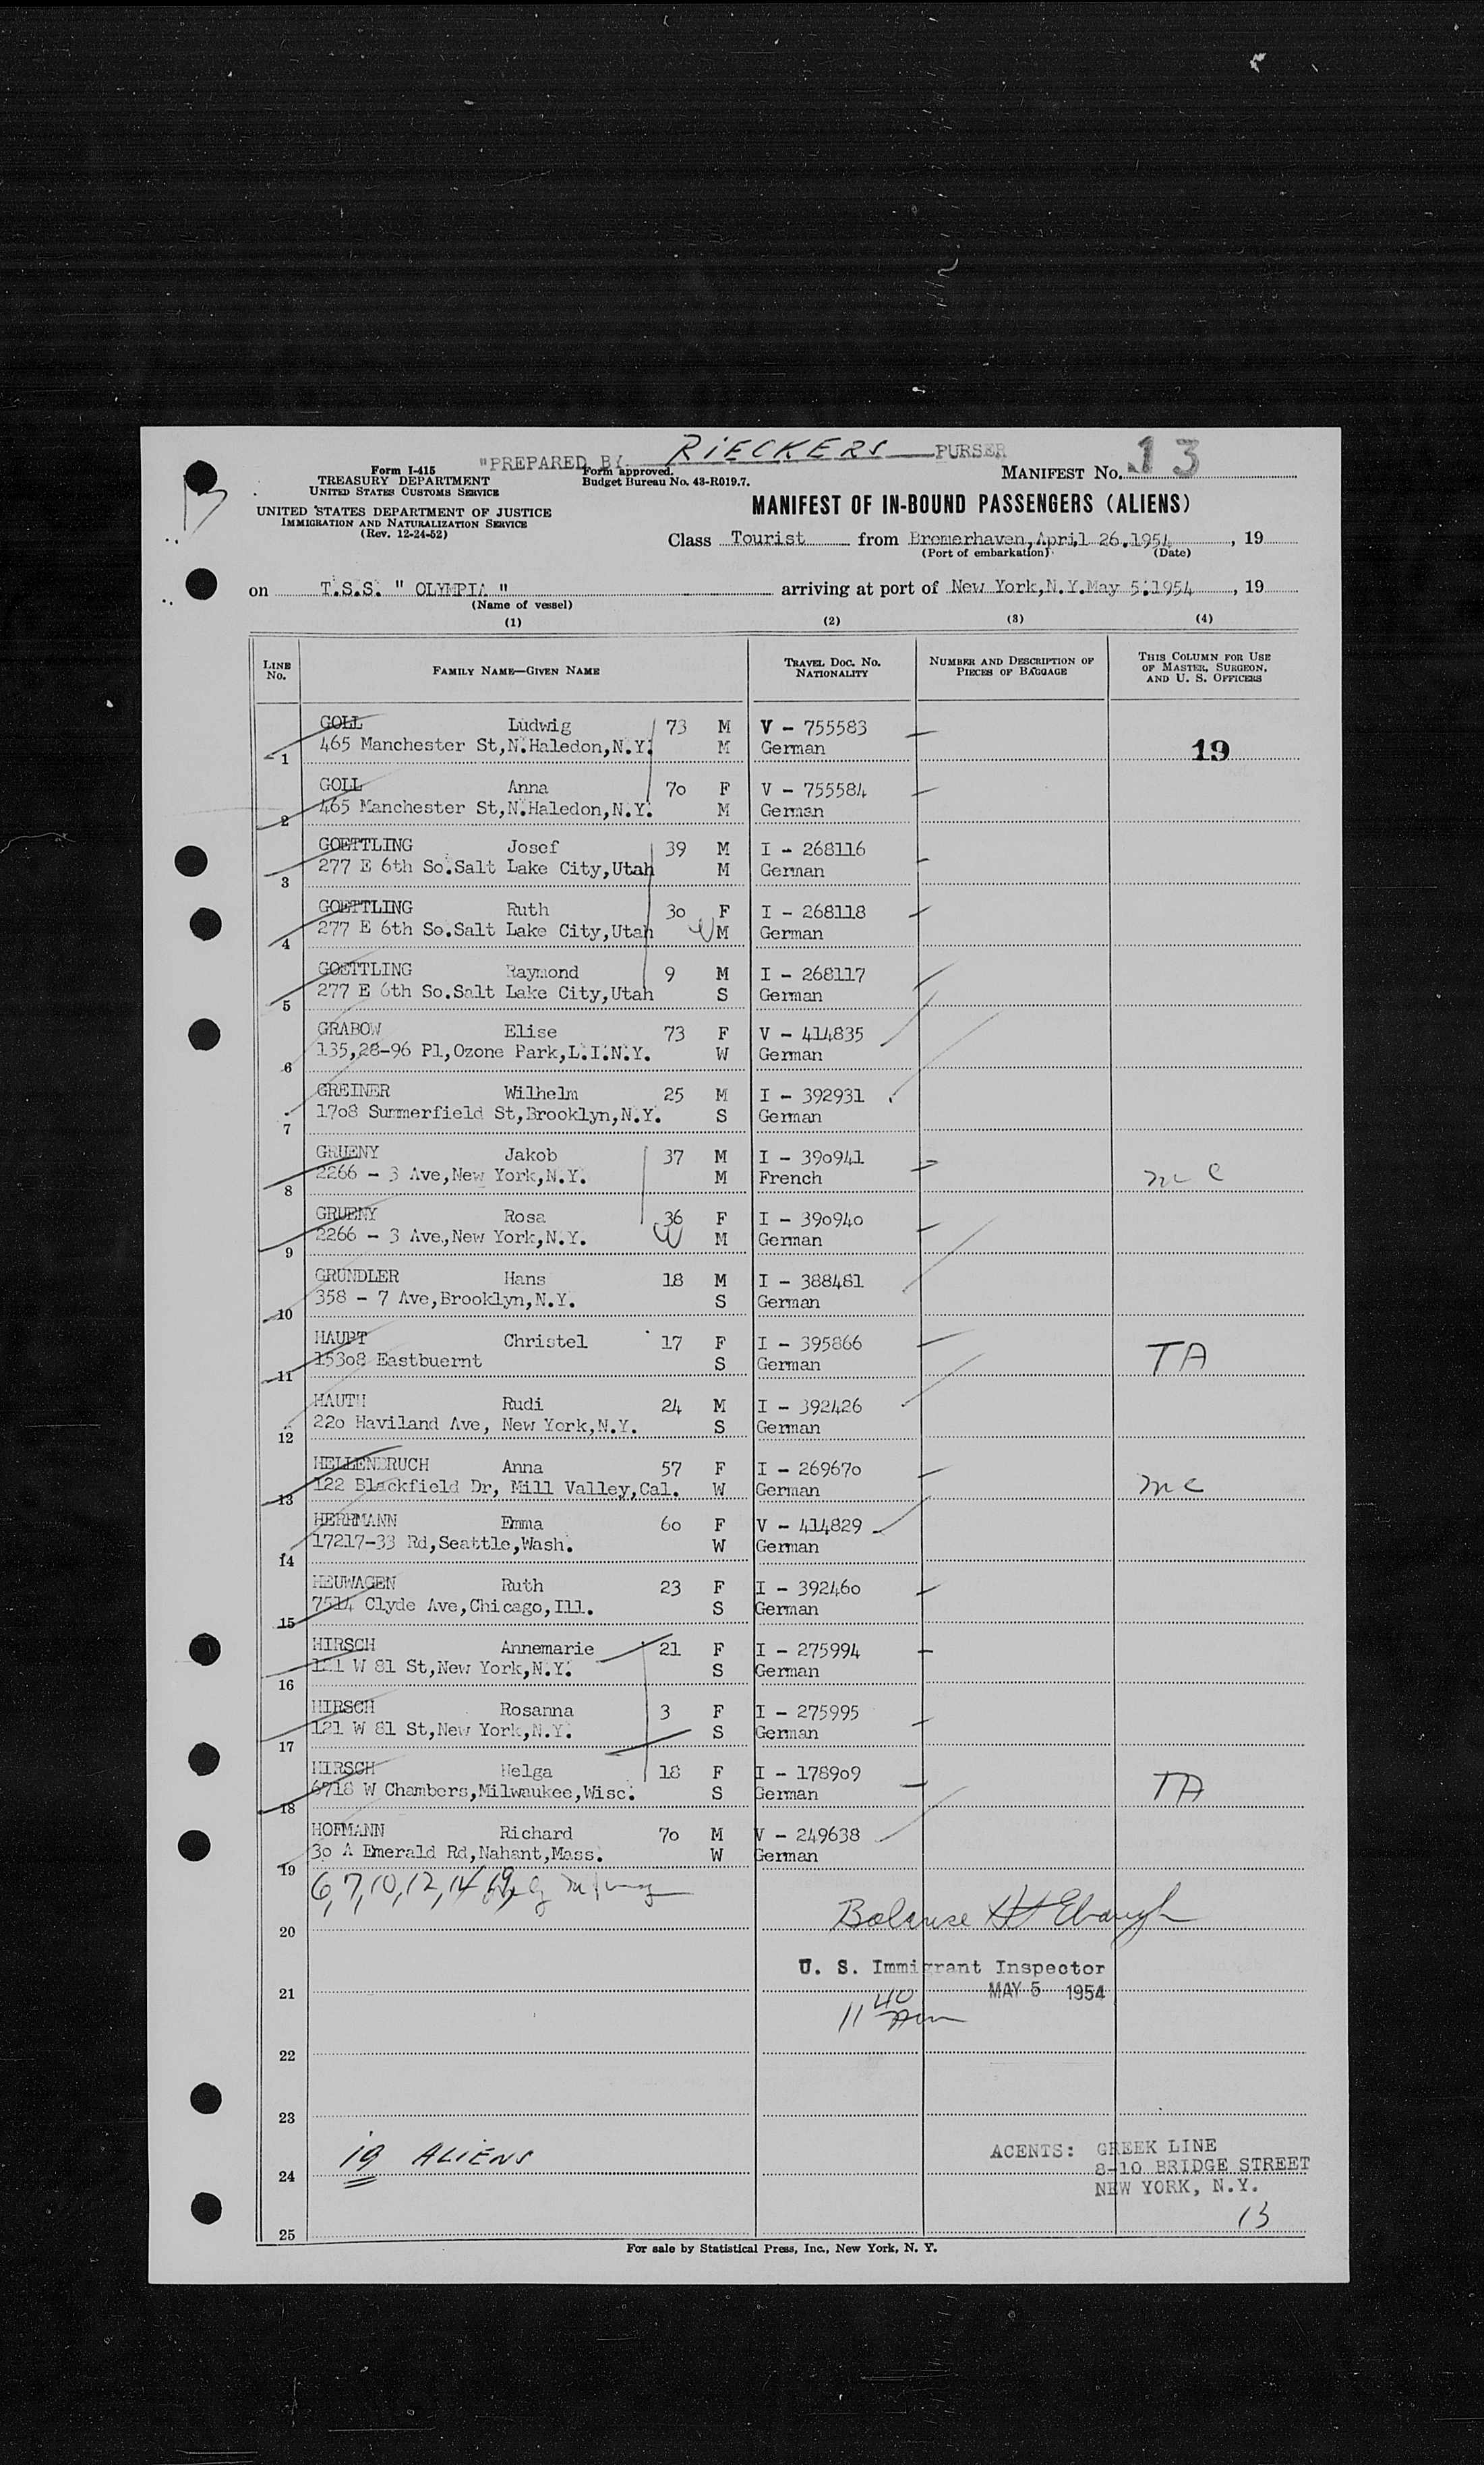 "PREPARED BY RIECKERS PURSER
Form I-415
TREASURY DEPARTMENT
UNITED STATES CUSTOMS SERVICE
UNITED STATES DEPARTMENT OF JUSTICE
IMMIGRATION AND NATURALIZATION SERVICE
(Rev. 12-24-52)
Form approved.
Budget Bureau No. 43-R019.7.
MANIFEST No. 13
13
MANIFEST OF IN-BOUND PASSENGERS (ALIENS)
Class Tourist from Bremerhaven, April 26.1954, 19
(Port of embarkation) (Date)
on T.S.S. " OLYMPIA " arriving at port of New York,N.Y.May 5.1954, 19
(Name of vessel)
(1) (2) (3) (4)
LINE No. FAMILY NAME—GIVEN NAME TRAVEL DOC. No. NATIONALITY NUMBER AND DESCRIPTION OF PIECES OF BAGGAGE THIS COLUMN FOR USE OF MASTER, SURGEON, AND U. S. OFFICERS
GOLL Ludwig 73 M V - 755583
1 465 Manchester St,N.Haledon,N.Y. M German 19
GOLL Anna 70 F V - 755584
2 465 Manchester St,N.Haledon,N.Y. M German
GOETTLING Josef 39 M I - 268116
3 277 E 6th So.Salt Lake City,Utah M German
GOETTLING Ruth 30 F I - 268118
4 277 E 6th So.Salt Lake City,Utah M German
GOETTLING Raymond 9 M I - 268117
5 277 E 6th So.Salt Lake City,Utah S German
GRABOW Elise 73 F V - 414835
6 135,28-96 Pl,Ozone Park,L.I.N.Y. W German
GREINER Wilhelm 25 M I - 392931
7 1708 Summerfield St,Brooklyn,N.Y. S German
GRUENY Jakob 37 M I - 390941
8 2266 - 3 Ave,New York,N.Y. M French mc
GRUENY Rosa 36 F I - 390940
9 2266 - 3 Ave,New York,N.Y. M German
GRUNDLER Hans 18 M I - 388481
10 358 - 7 Ave,Brooklyn,N.Y. S German
HAUPT Christel 17 F I - 395866
11 15308 Eastbuernt S German TA
HAUTH Rudi 24 M I - 392426
12 220 Haviland Ave, New York,N.Y. S German
HELLENBRUCH Anna 57 F I - 269670
13 122 Blackfield Dr, Mill Valley,Cal. W German mc
HERRMANN Emma 60 F V - 414829
14 17217-33 Rd,Seattle,Wash. W German
HEUWAGEN Ruth 23 F I - 392460
15 7514 Clyde Ave,Chicago,Ill. S German
HIRSCH Annemarie 21 F I - 275994
16 121 W 81 St,New York,N.Y. S German
HIRSCH Rosanna 3 F I - 275995
17 121 W 81 St,New York,N.Y. S German
HIRSCH Helga 18 F I - 178909
18 6718 W Chambers,Milwaukee,Wisc. S German TA
HOFMANN Richard 70 M V - 249638
19 30 A Emerald Rd,Nahant,Mass. W German
6,7,10,12,14
20
U. S. Immigrant Inspector
21 MAY 5 1954
11 40
22
23
19 ALIENS
ACENTS: GREEK LINE
24 8-10 BRIDGE STREET
NEW YORK, N.Y.
13
25
For sale by Statistical Press, Inc., New York, N. Y.